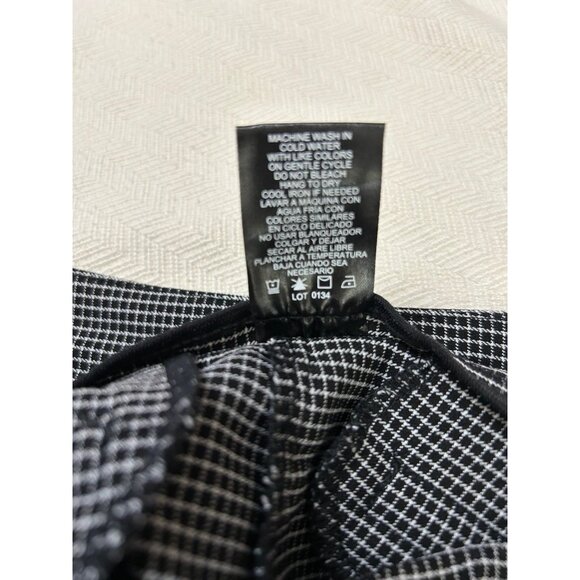 MACHINE WASH IN
COLD WATER
WITH LIKE COLORS
ON GENTLE CYCLE
DO NOT BLEACH
HANG TO DRY
COOL IRON IF NEEDED
LAVAR A MAQUINA CON
AGUA FRIA CON
COLORES SIMILARES
EN CICLO DELICADO
NO USAR BLANQUEADOR
COLGAR Y DEJAR
SECAR AL AIRE LIBRE
PLANCHAR A TEMPERATURA
BAJA CUANDO SEA
NECESARIO
LOT 0134